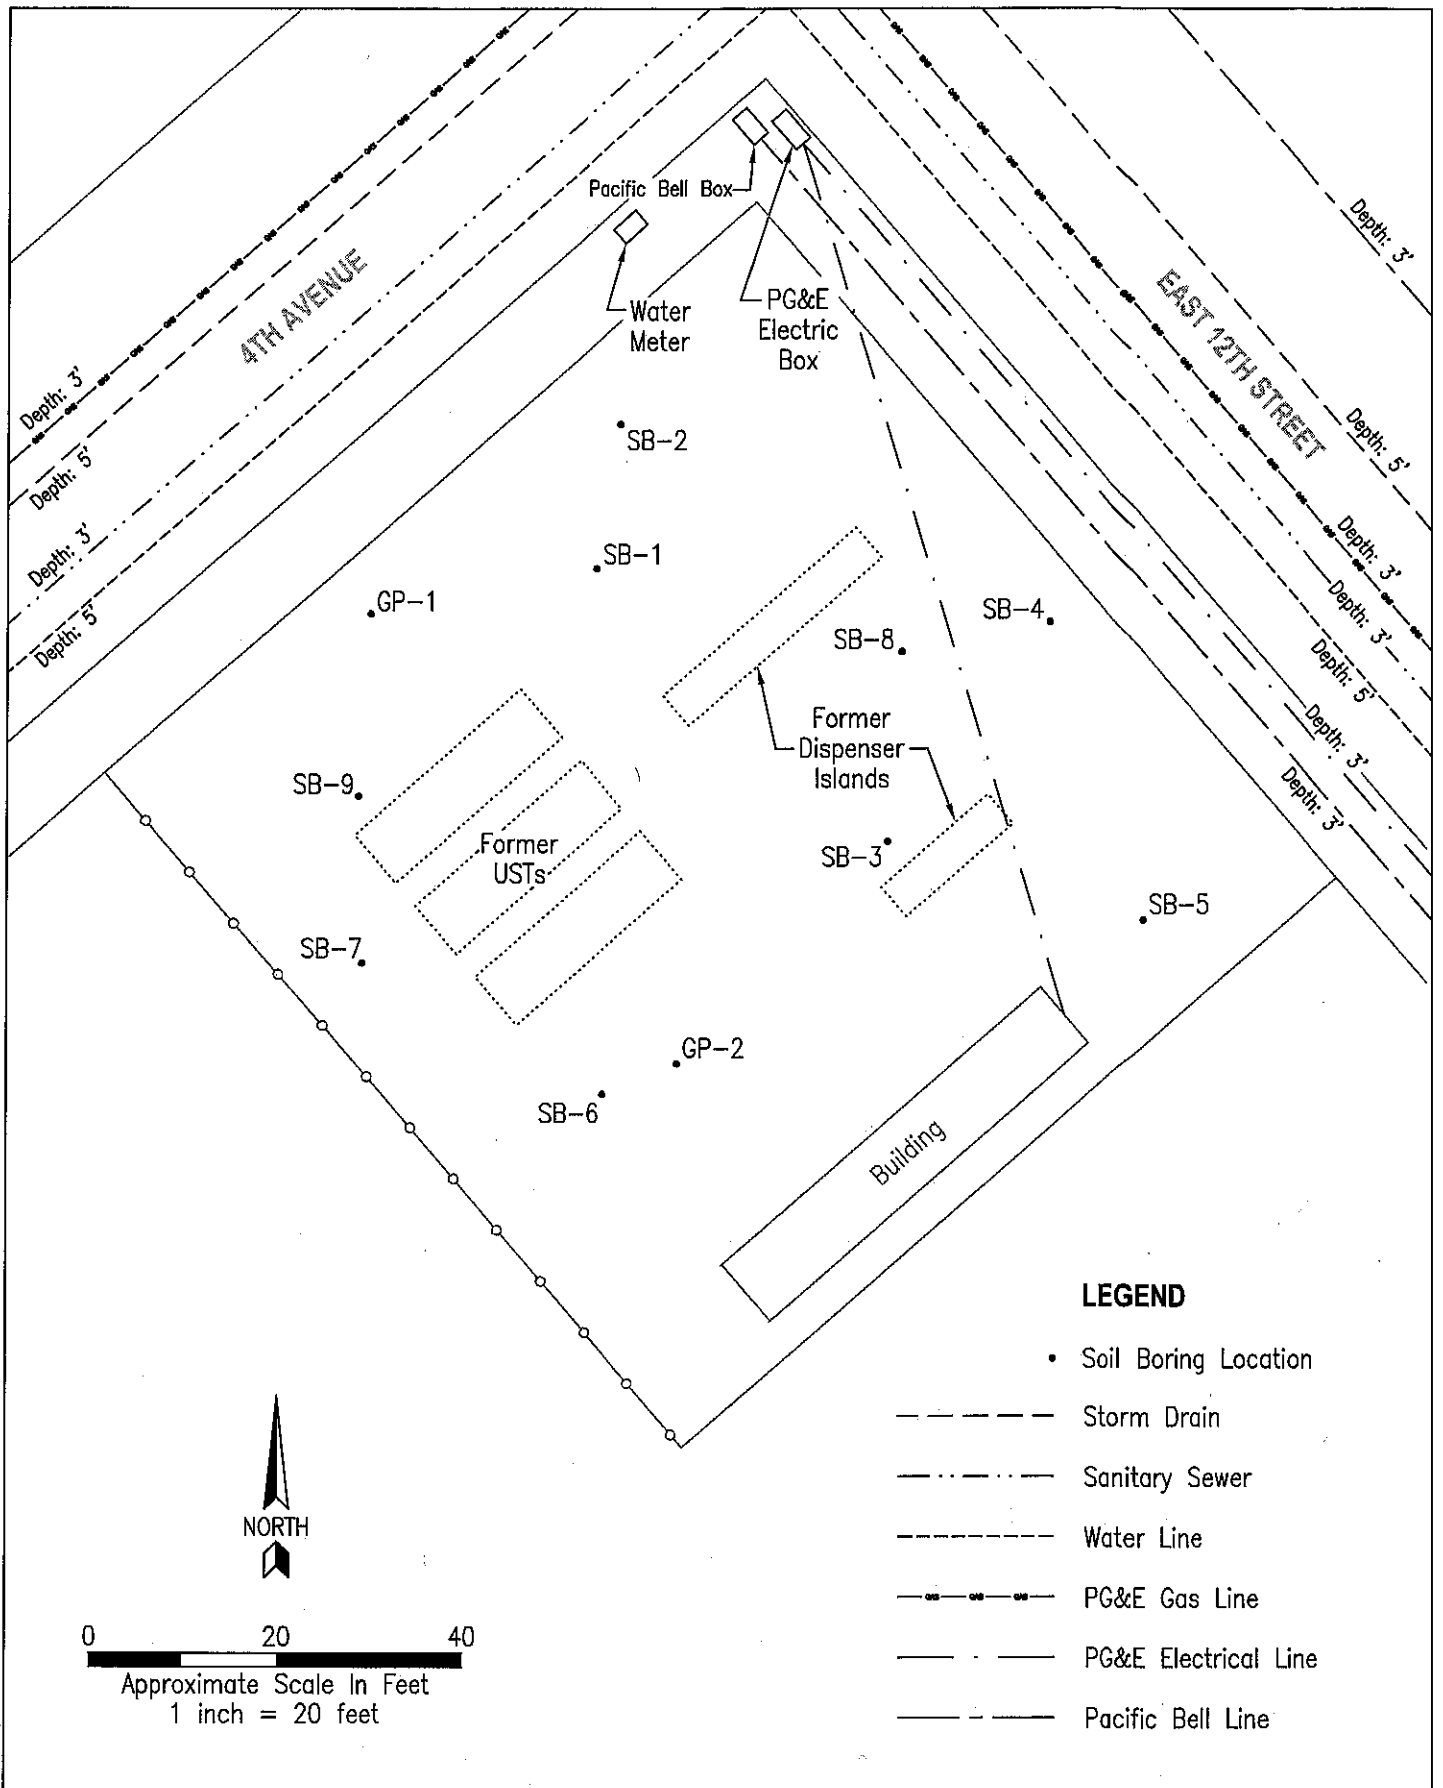 Pacific Bell Box
Water
Meter
PG&E
Electric
Box
4TH AVENUE
EAST 12TH STREET
Depth: 3'
Depth: 5'
Depth: 3'
Depth: 5'
Depth: 3'
Depth: 5'
Depth: 3'
Depth: 3'
Depth: 5'
Depth: 3'
Depth: 3'
SB-2
SB-1
GP-1
SB-4
SB-8
Former
Dispenser
Islands
SB-9
Former
USTs
SB-3
SB-5
SB-7
GP-2
SB-6
Building
LEGEND
Soil Boring Location
Storm Drain
Sanitary Sewer
Water Line
GAS GAS GAS PG&E Gas Line
PG&E Electrical Line
Pacific Bell Line
NORTH
0 20 40
Approximate Scale In Feet
1 inch = 20 feet